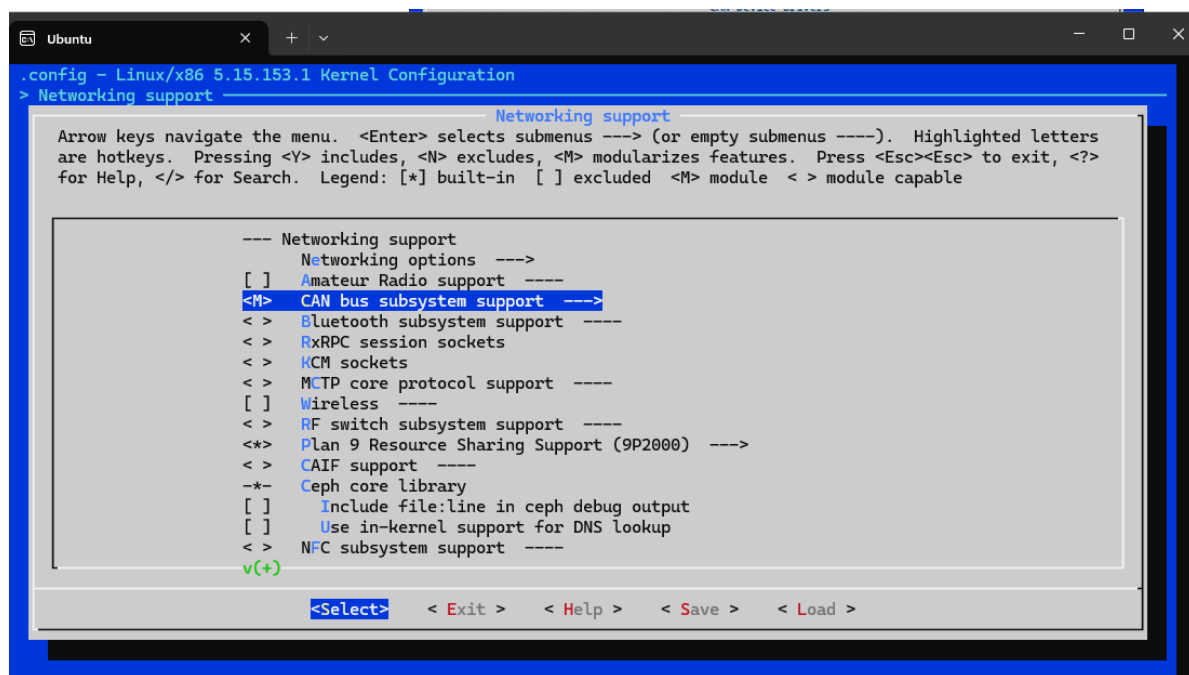 CAN Device Drivers
Ubuntu
.config - Linux/x86 5.15.153.1 Kernel Configuration
> Networking support
Networking support
Arrow keys navigate the menu. <Enter> selects submenus ---> (or empty submenus ----). Highlighted letters
are hotkeys. Pressing <Y> includes, <N> excludes, <M> modularizes features. Press <Esc><Esc> to exit, <?>
for Help, </> for Search. Legend: [*] built-in [ ] excluded <M> module < > module capable
--- Networking support
Networking options --->
[ ] Amateur Radio support ----
<M> CAN bus subsystem support --->
< > Bluetooth subsystem support ----
< > RxRPC session sockets
< > KCM sockets
< > MCTP core protocol support ----
[ ] Wireless ----
< > RF switch subsystem support ----
<*> Plan 9 Resource Sharing Support (9P2000) --->
< > CAIF support ----
-*- Ceph core library
[ ] Include file:line in ceph debug output
[ ] Use in-kernel support for DNS lookup
< > NFC subsystem support ----
v(+)
<Select> < Exit > < Help > < Save > < Load >